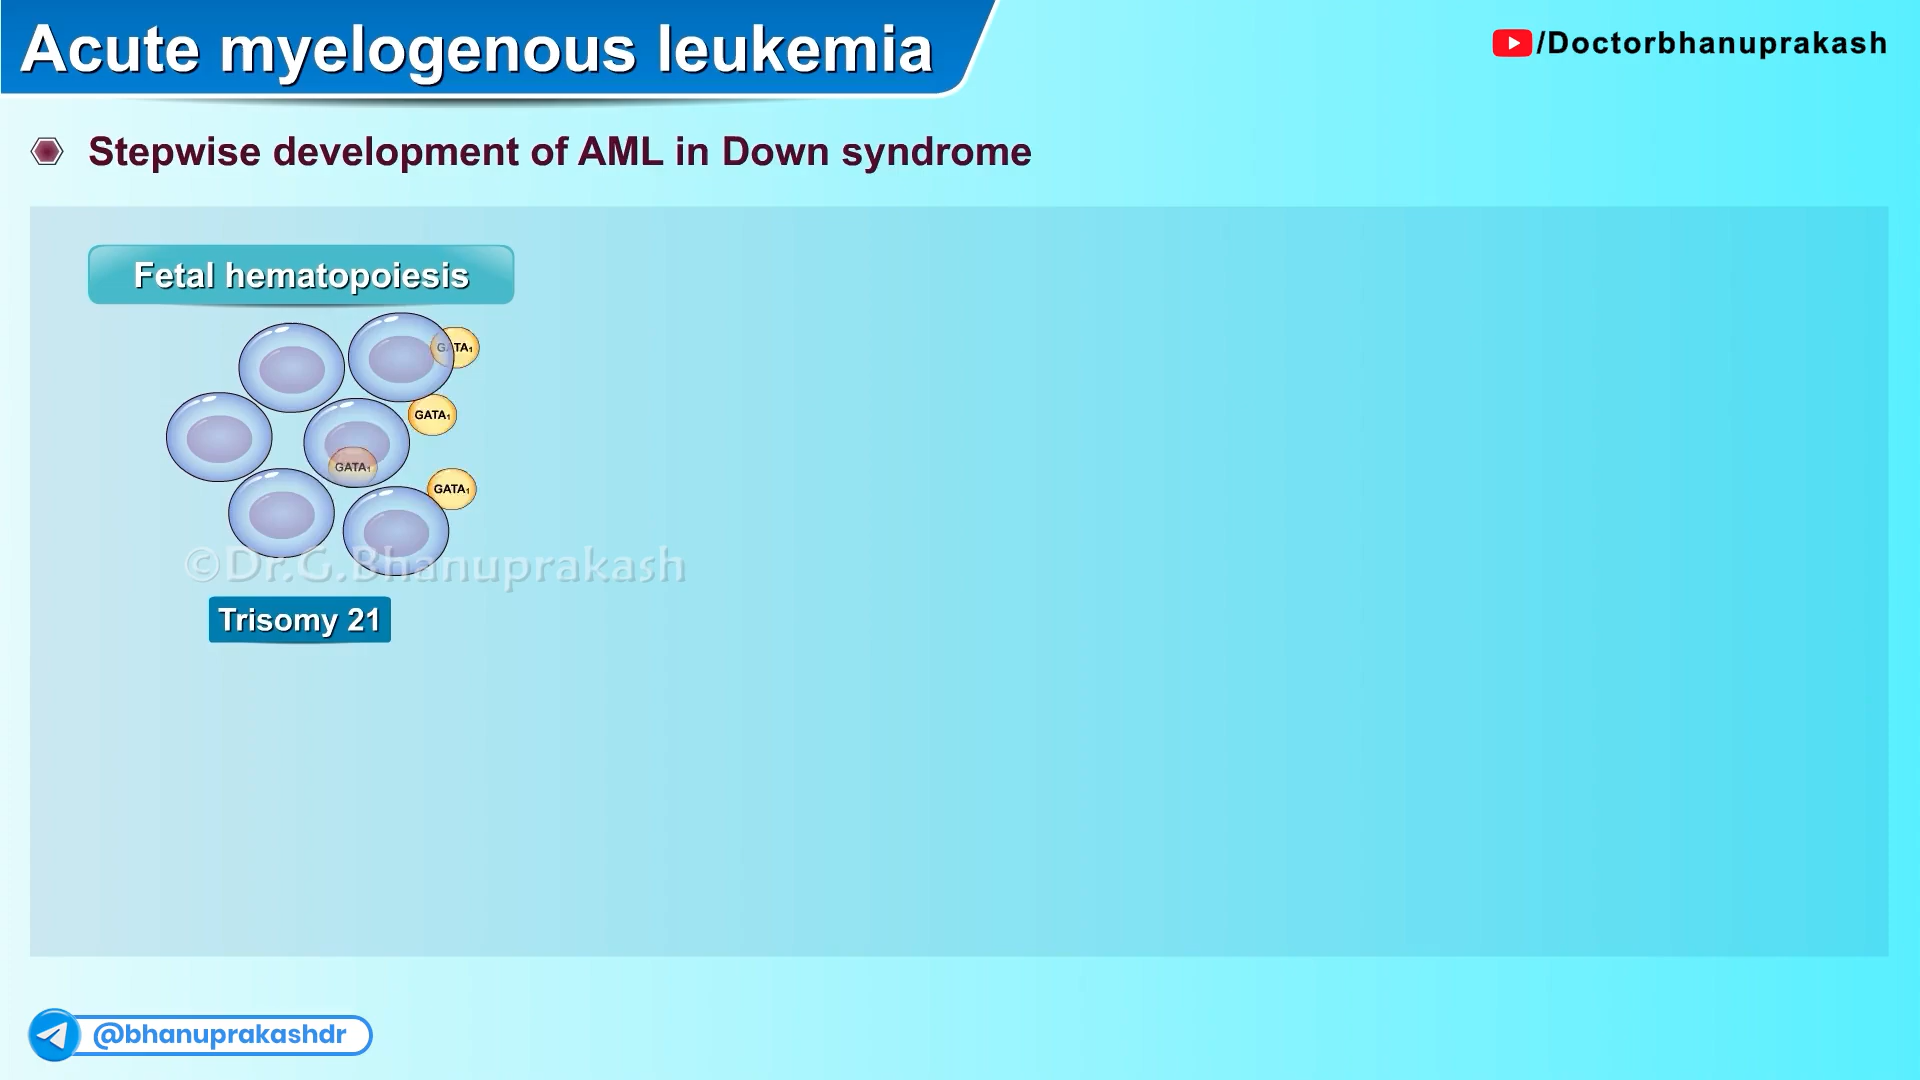 Acute myelogenous leukemia
/Doctorbhanuprakash
Stepwise development of AML in Down syndrome
Fetal hematopoiesis
GATA₁
GATA₁
GATA₁
GATA₁
©Dr.G.Bhanuprakash
Trisomy 21
@bhanuprakashdr